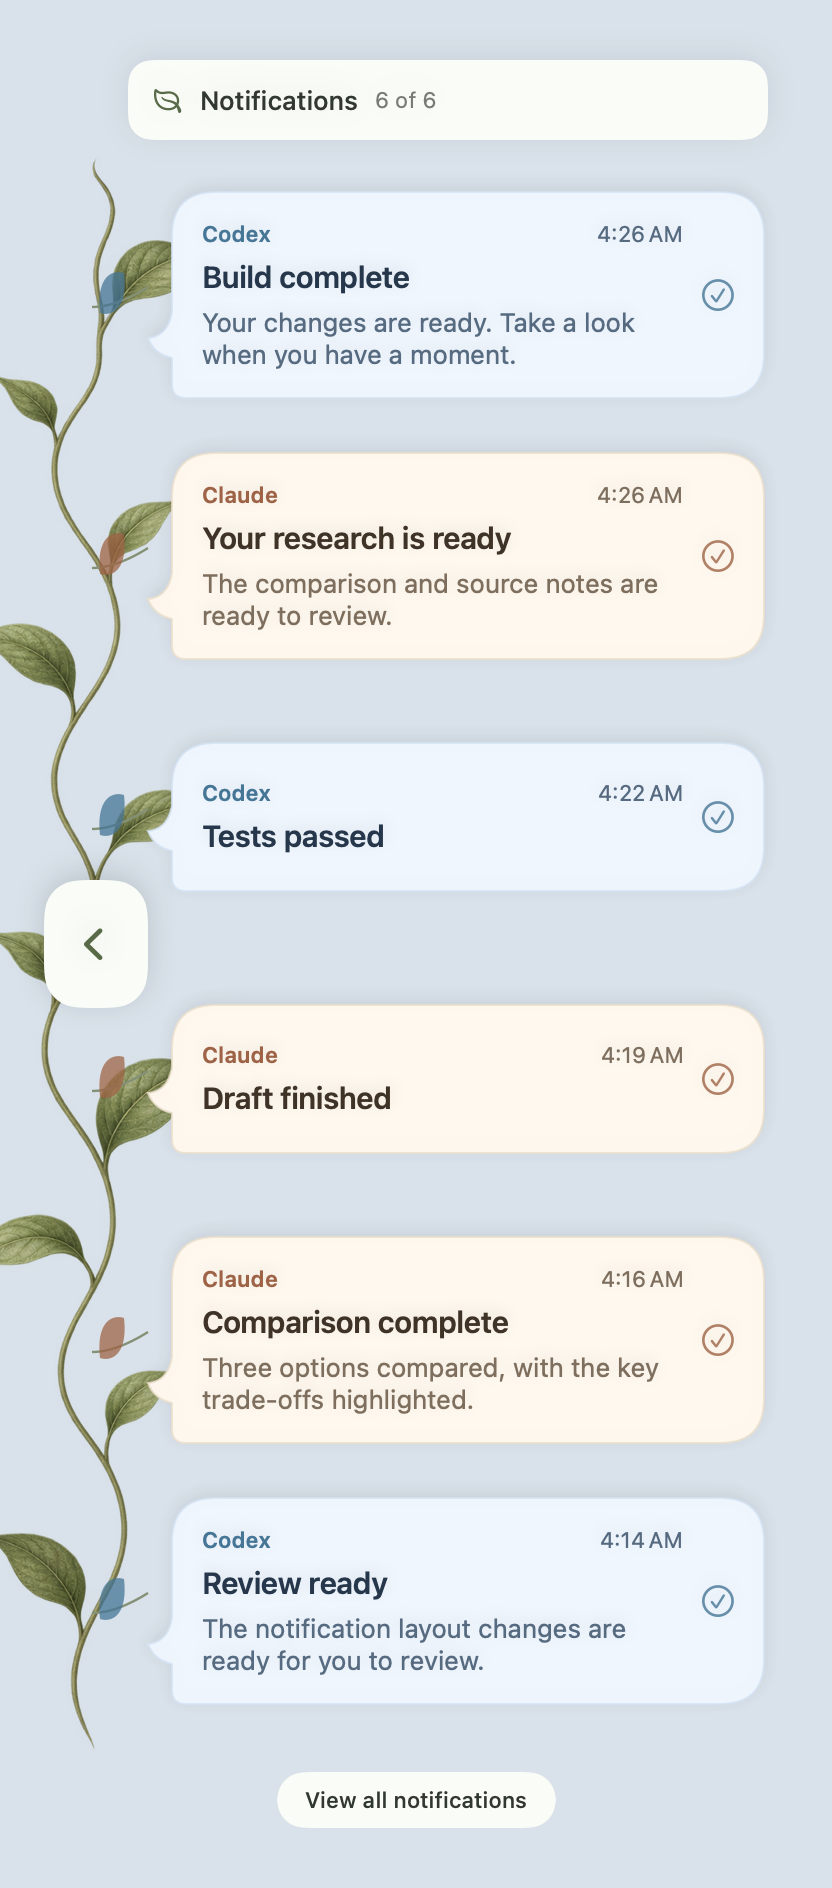 Notifications 6 of 6
Codex 4:26 AM
Build complete
Your changes are ready. Take a look
when you have a moment.
Claude 4:26 AM
Your research is ready
The comparison and source notes are
ready to review.
Codex 4:22 AM
Tests passed
Claude 4:19 AM
Draft finished
Claude 4:16 AM
Comparison complete
Three options compared, with the key
trade-offs highlighted.
Codex 4:14 AM
Review ready
The notification layout changes are
ready for you to review.
View all notifications